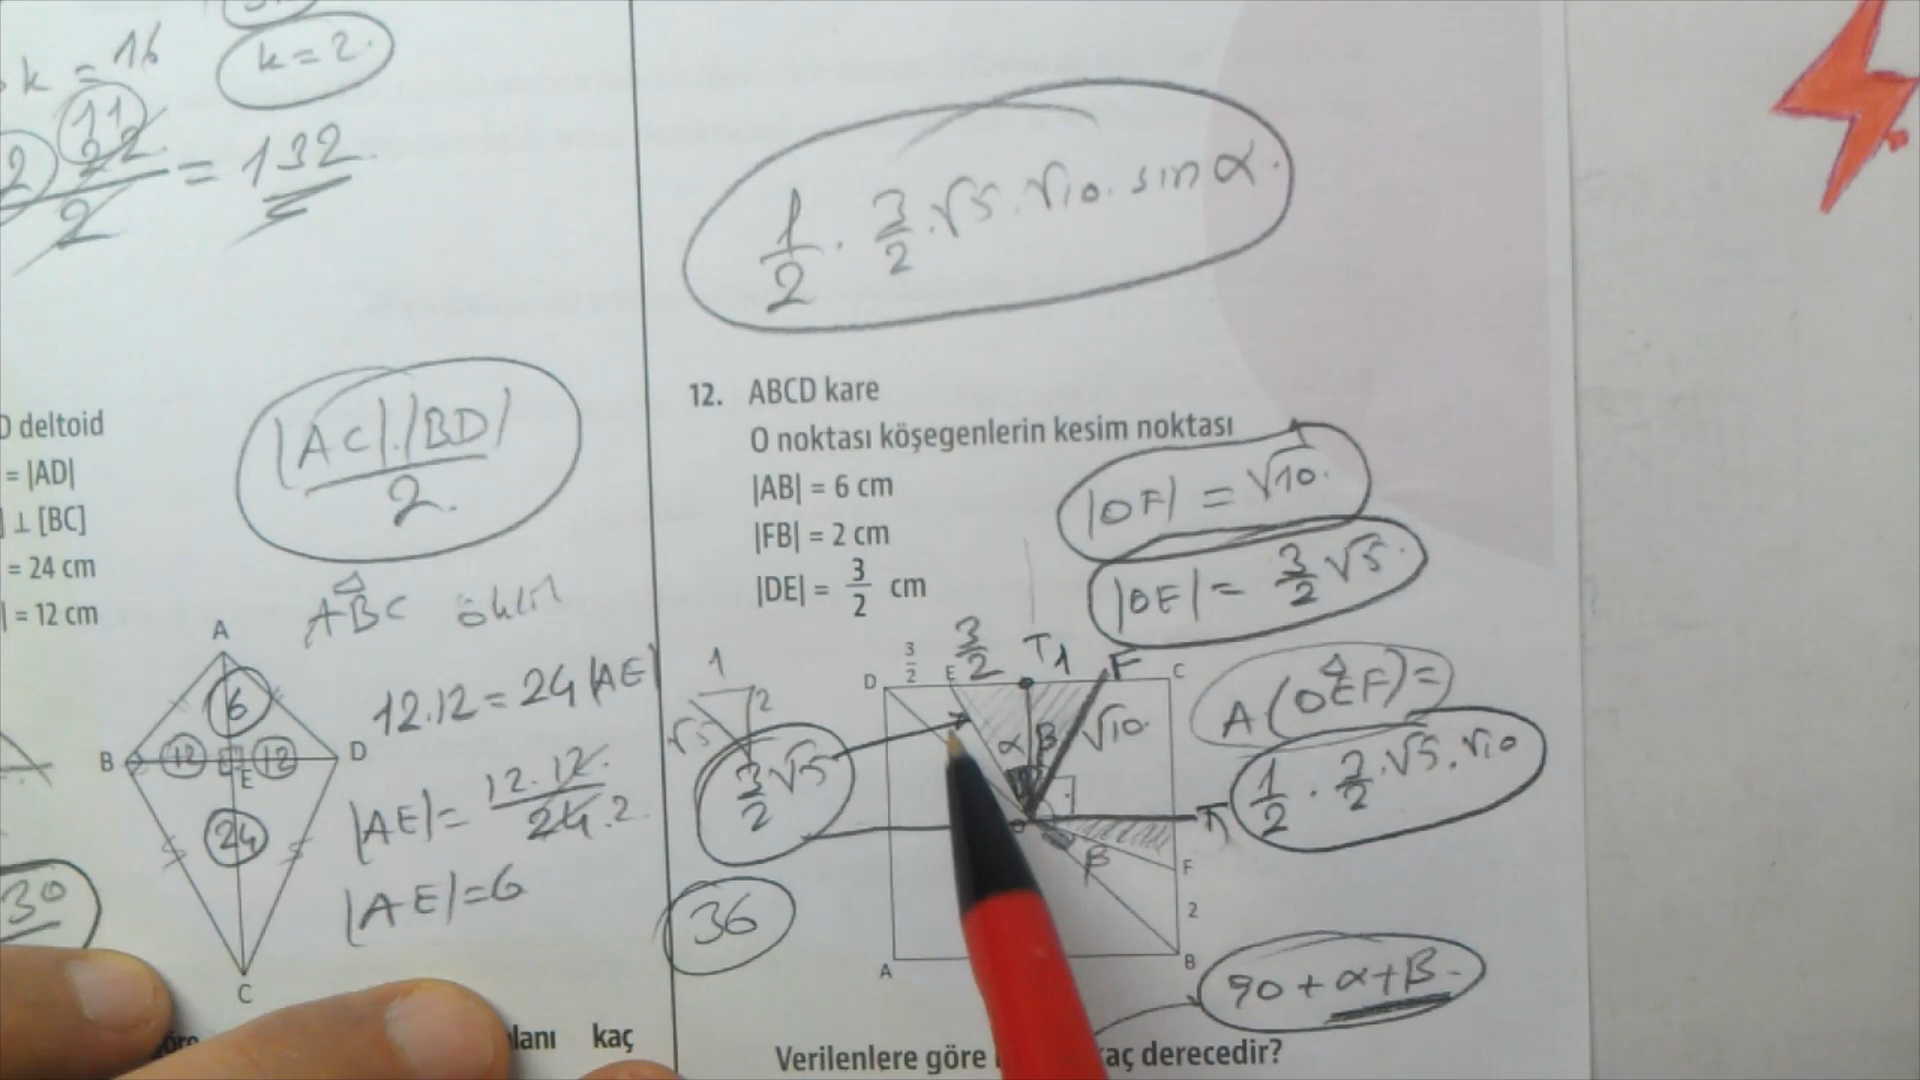 k = 16
k = 2.
11
22
2
= 132
2
1/2 . 3/2 . √5 . √10 . sin α.
D deltoid
= |AD|
] ⊥ [BC]
= 24 cm
| = 12 cm
|AC|.|BD|
2.
ABC
A
6
B 12 12 D
E
24
C
12.12 = 24 |AE|
|AE| = 12.12. / 24.2
|AE| = 6
30
lanı kaç
12. ABCD kare
O noktası köşegenlerin kesim noktası
|AB| = 6 cm
|FB| = 2 cm
|DE| = 3/2 cm
|OF| = √10.
|OE| = 3/2 √5.
1
2
√5
3/2 √5
36
D 3/2 E 3/2 T 1 F C
α β √10.
β
F
2
A B
A(OEF) =
1/2 . 3/2 . √5 . √10
90 + α + β
Verilenlere göre kaç derecedir?